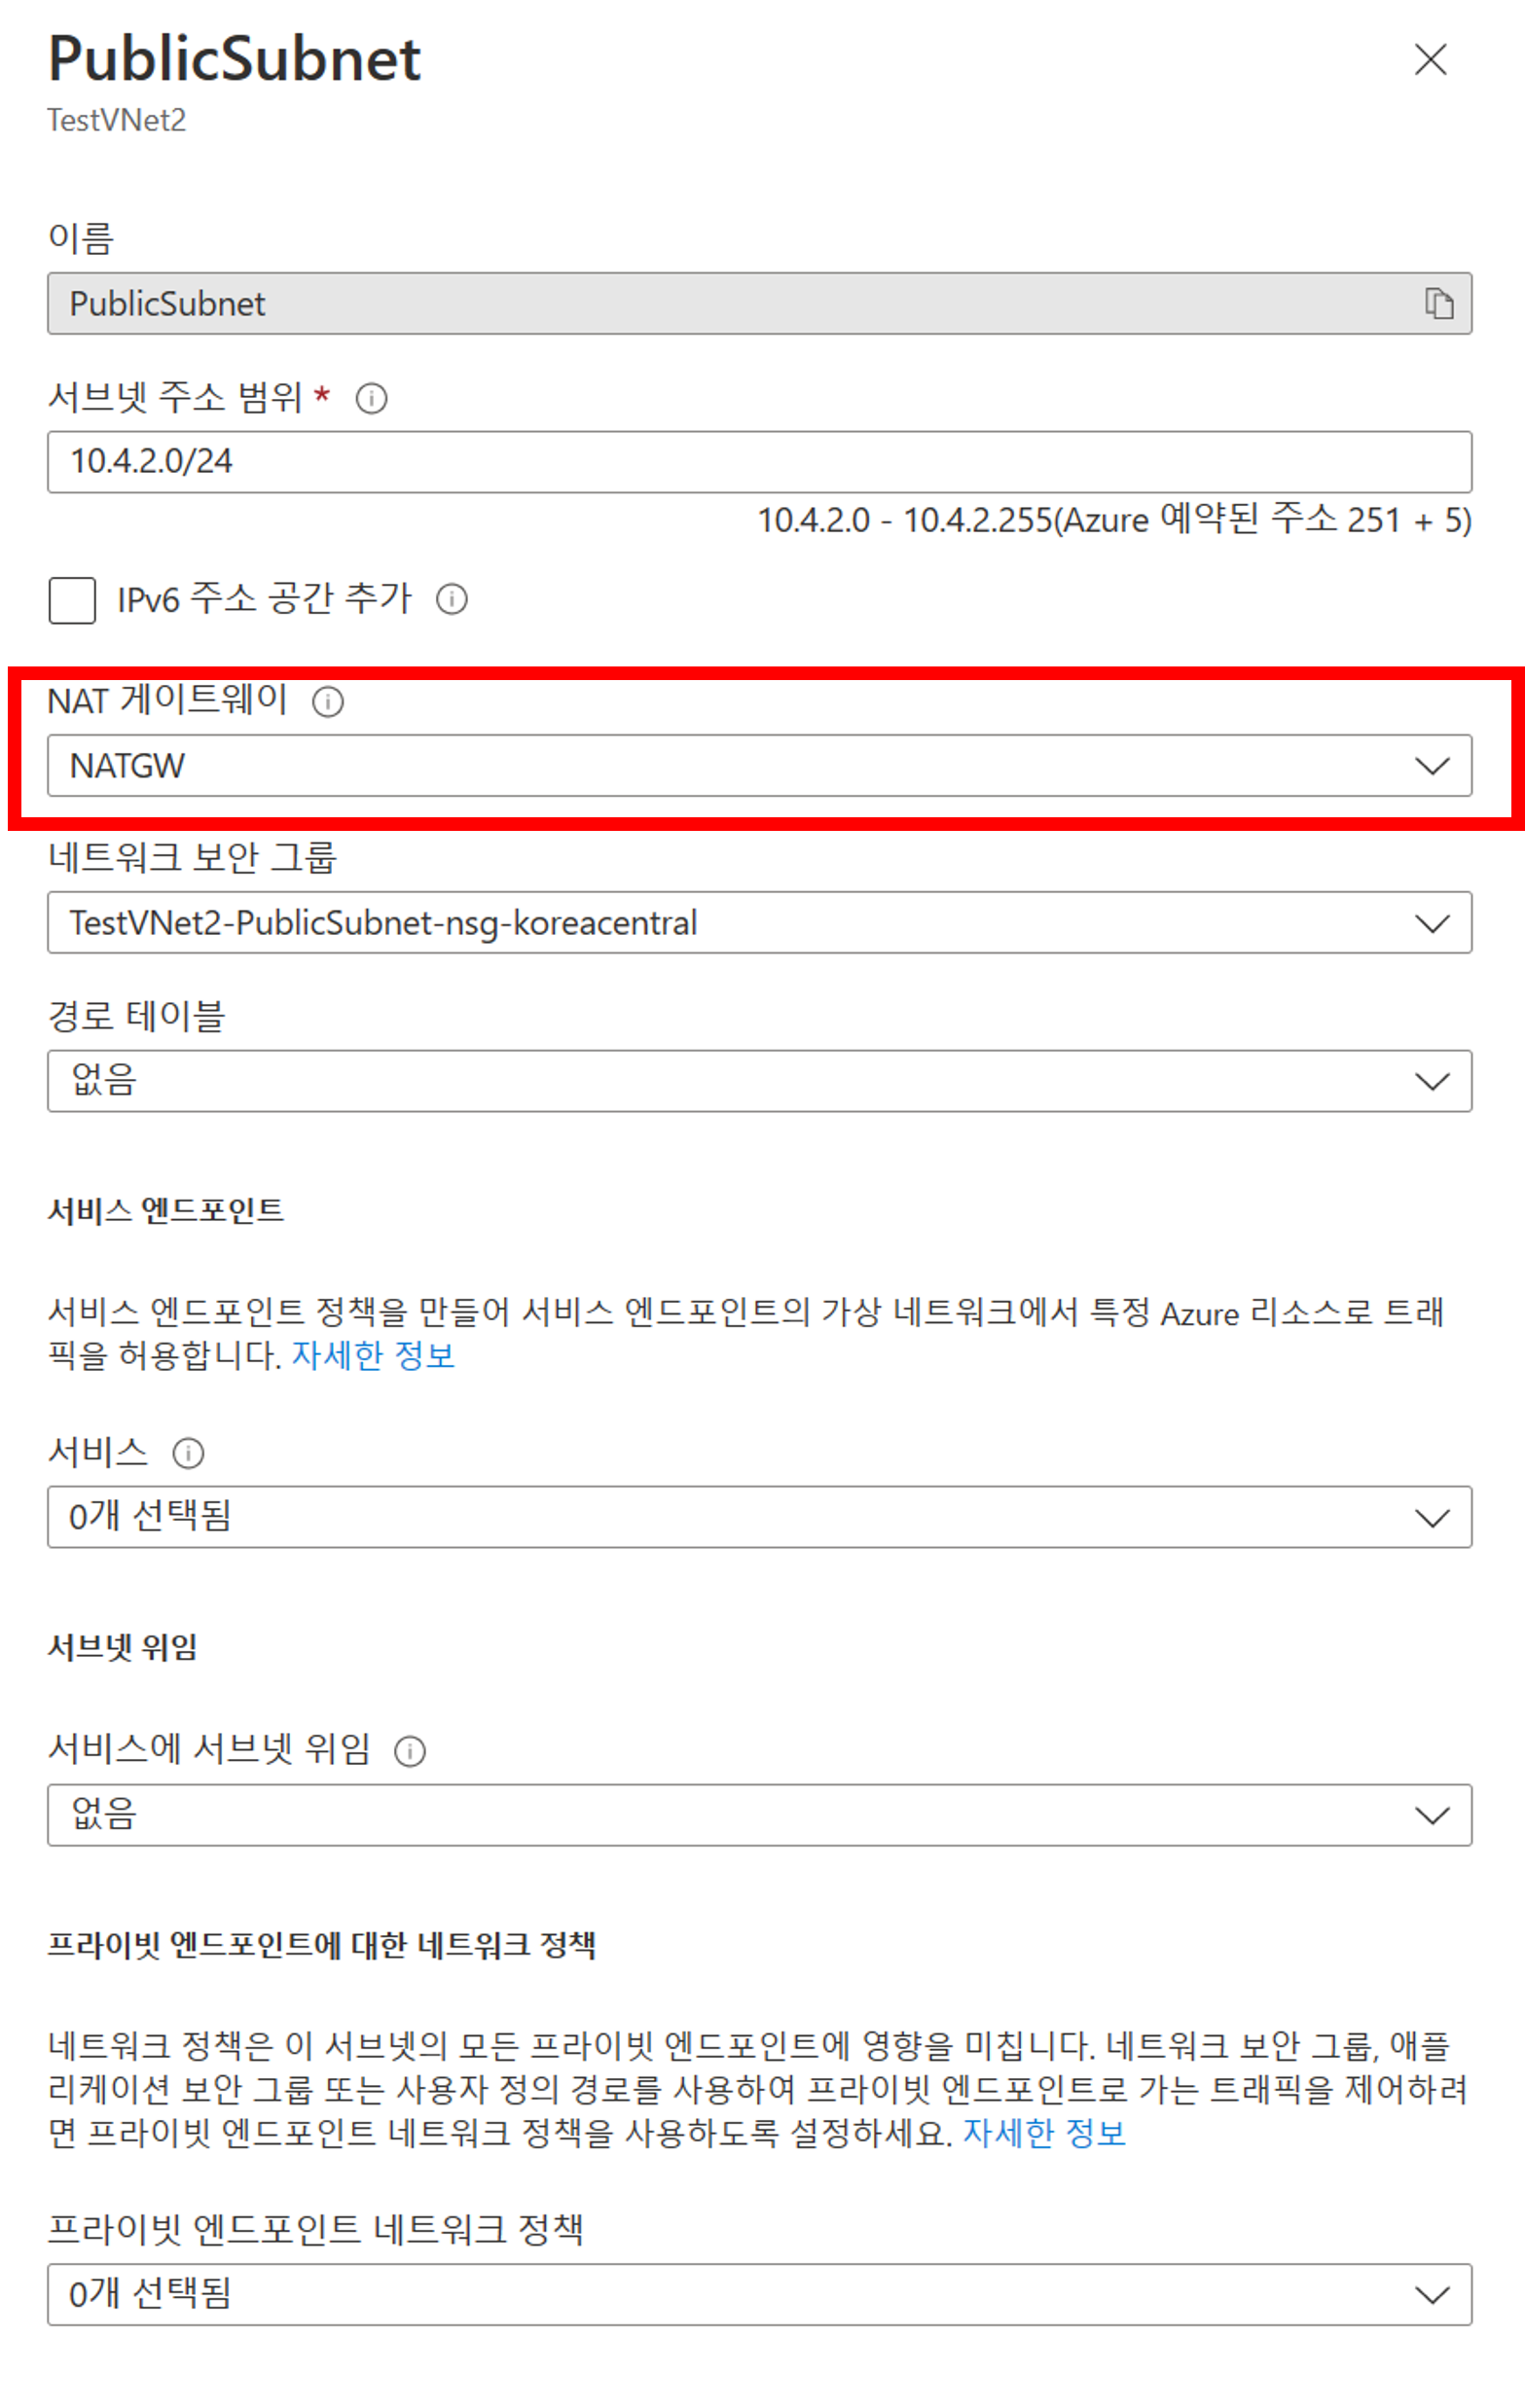 PublicSubnet
TestVNet2
이름
PublicSubnet
서브넷 주소 범위 *
10.4.2.0/24
10.4.2.0 - 10.4.2.255(Azure 예약된 주소 251 + 5)
IPv6 주소 공간 추가
NAT 게이트웨이
NATGW
네트워크 보안 그룹
TestVNet2-PublicSubnet-nsg-koreacentral
경로 테이블
없음
서비스 엔드포인트
서비스 엔드포인트 정책을 만들어 서비스 엔드포인트의 가상 네트워크에서 특정 Azure 리소스로 트래
픽을 허용합니다. 자세한 정보
서비스
0개 선택됨
서브넷 위임
서비스에 서브넷 위임
없음
프라이빗 엔드포인트에 대한 네트워크 정책
네트워크 정책은 이 서브넷의 모든 프라이빗 엔드포인트에 영향을 미칩니다. 네트워크 보안 그룹, 애플
리케이션 보안 그룹 또는 사용자 정의 경로를 사용하여 프라이빗 엔드포인트로 가는 트래픽을 제어하려
면 프라이빗 엔드포인트 네트워크 정책을 사용하도록 설정하세요. 자세한 정보
프라이빗 엔드포인트 네트워크 정책
0개 선택됨